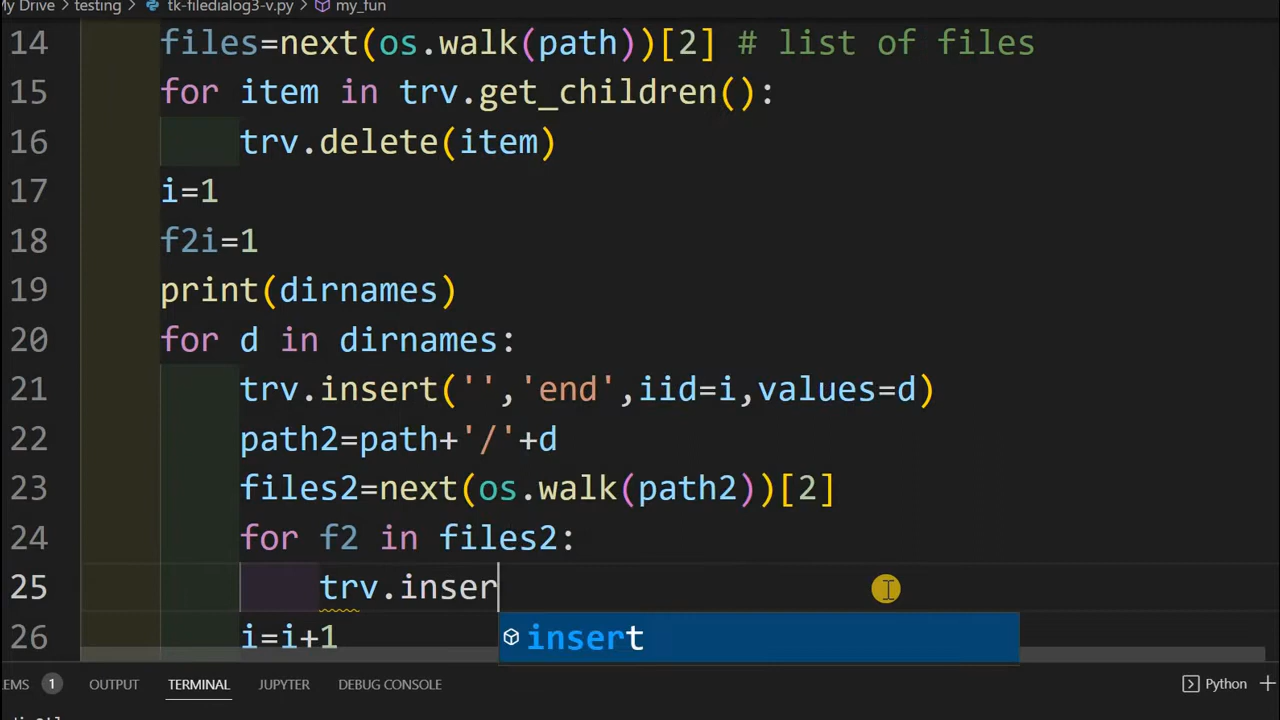 My Drive > testing > tk-filedialog3-v.py > my_fun
14 files=next(os.walk(path))[2] # list of files
15 for item in trv.get_children():
16 trv.delete(item)
17 i=1
18 f2i=1
19 print(dirnames)
20 for d in dirnames:
21 trv.insert('','end',iid=i,values=d)
22 path2=path+'/'+d
23 files2=next(os.walk(path2))[2]
24 for f2 in files2:
25 trv.inser
26 i=i+1
insert
EMS 1 OUTPUT TERMINAL JUPYTER DEBUG CONSOLE Python